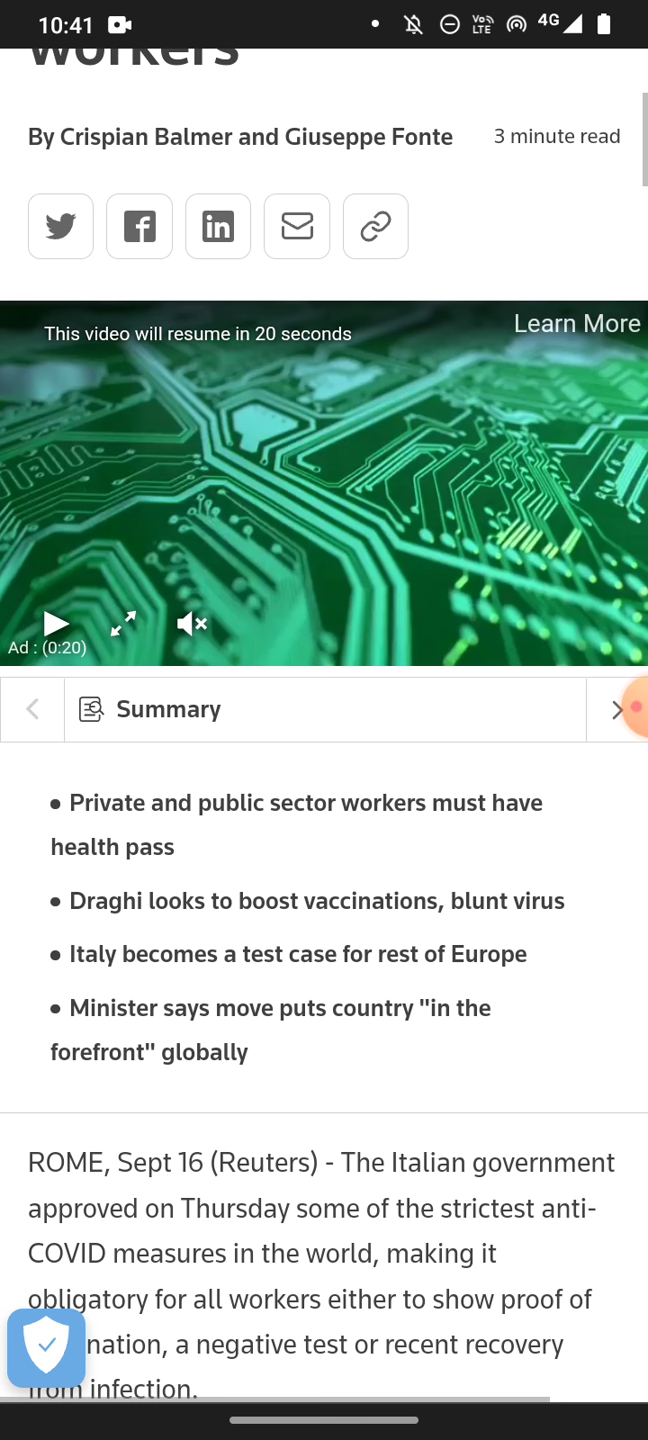 10:41
Vo LTE
4G
workers
By Crispian Balmer and Giuseppe Fonte
3 minute read
in
This video will resume in 20 seconds
Learn More
Ad : (0:20)
Summary
• Private and public sector workers must have
health pass
• Draghi looks to boost vaccinations, blunt virus
• Italy becomes a test case for rest of Europe
• Minister says move puts country "in the
forefront" globally
ROME, Sept 16 (Reuters) - The Italian government
approved on Thursday some of the strictest anti-
COVID measures in the world, making it
obligatory for all workers either to show proof of
nation, a negative test or recent recovery
from infection.